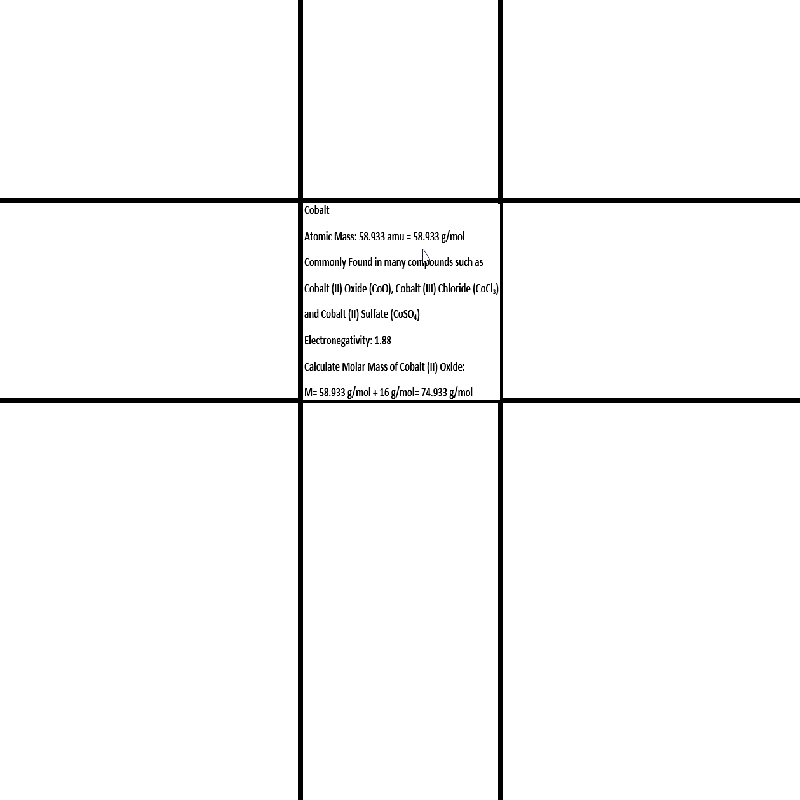 Cobalt
Atomic Mass: 58.933 amu = 58.933 g/mol
Commonly Found in many compounds such as
Cobalt (II) Oxide (CoO), Cobalt (III) Chloride (CoCl₃)
and Cobalt (II) Sulfate (CoSO₄)
Electronegativity: 1.88
Calculate Molar Mass of Cobalt (II) Oxide:
M= 58.933 g/mol + 16 g/mol= 74.933 g/mol